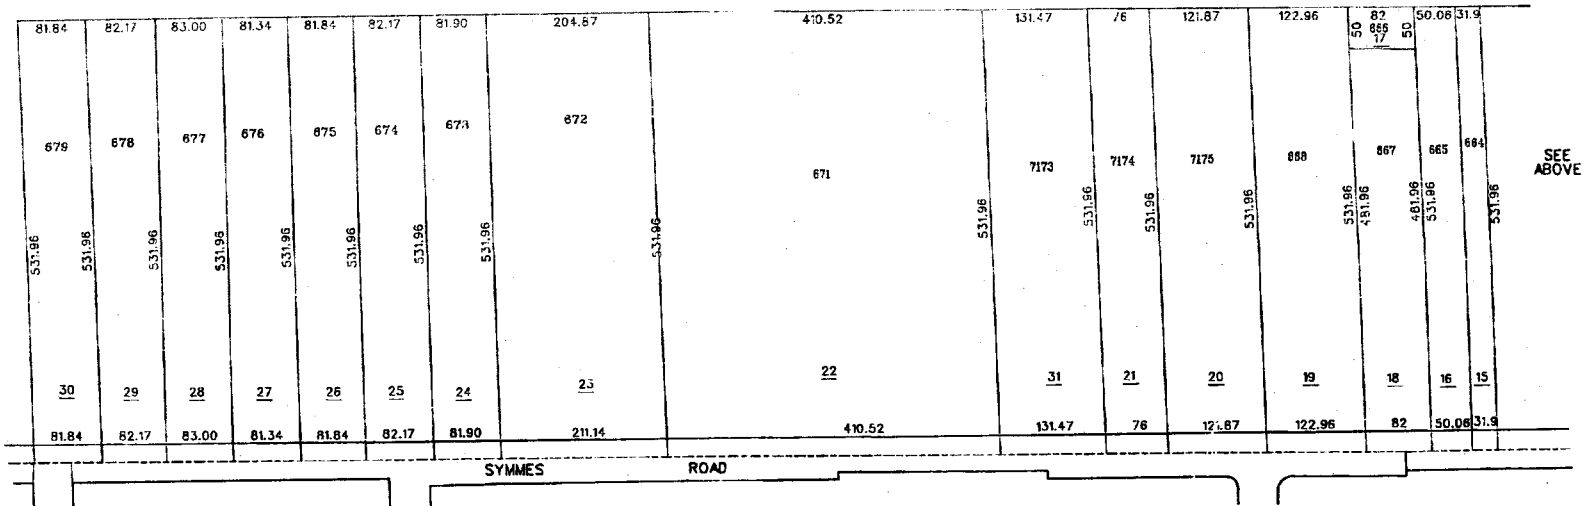 81.84 82.17 83.00 81.34 81.84 82.17 81.90 204.87 410.52 131.47 76 121.87 122.96 82 50.06 31.9
50 666 50
17
679 678 677 676 675 674 673 672 671 7173 7174 7175 668 667 665 664
SEE
ABOVE
531.96 531.96 531.96 531.96 531.96 531.96 531.96 531.96 531.96 531.96 531.96 531.96 531.96 531.96 481.96 481.96 531.96 531.96
30 29 28 27 26 25 24 23 22 31 21 20 19 18 16 15
81.84 82.17 83.00 81.34 81.84 82.17 81.90 211.14 410.52 131.47 76 121.87 122.96 82 50.06 31.9
SYMMES ROAD